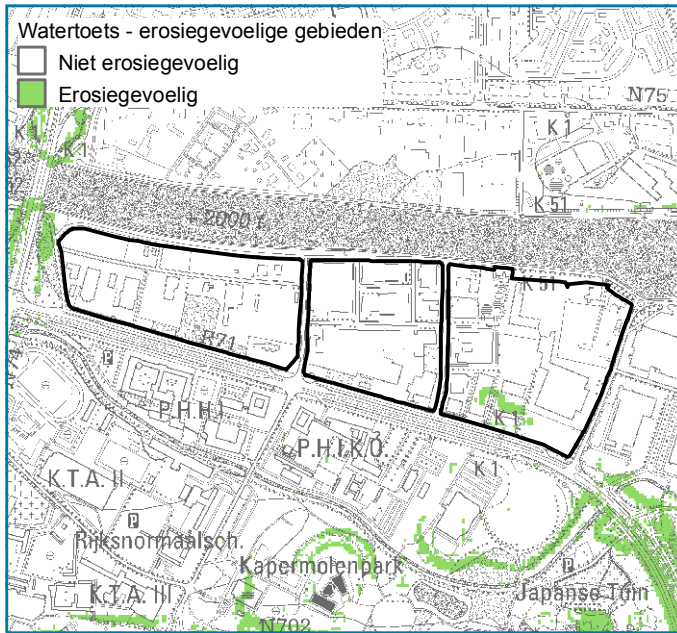 Watertoets - erosiegevoelige gebieden
Niet erosiegevoelig
Erosiegevoelig
N75
K 1
K 1
K 1
K 51
± 2000 t.
K 51
R71
P
P.H.H.I.
K 1
P.H.I.K.O.
K 1
K.T.A. II
P
Rijksnormaalsch.
Kapermolenpark
P
K.T.A. III
Japanse Tuin
N702